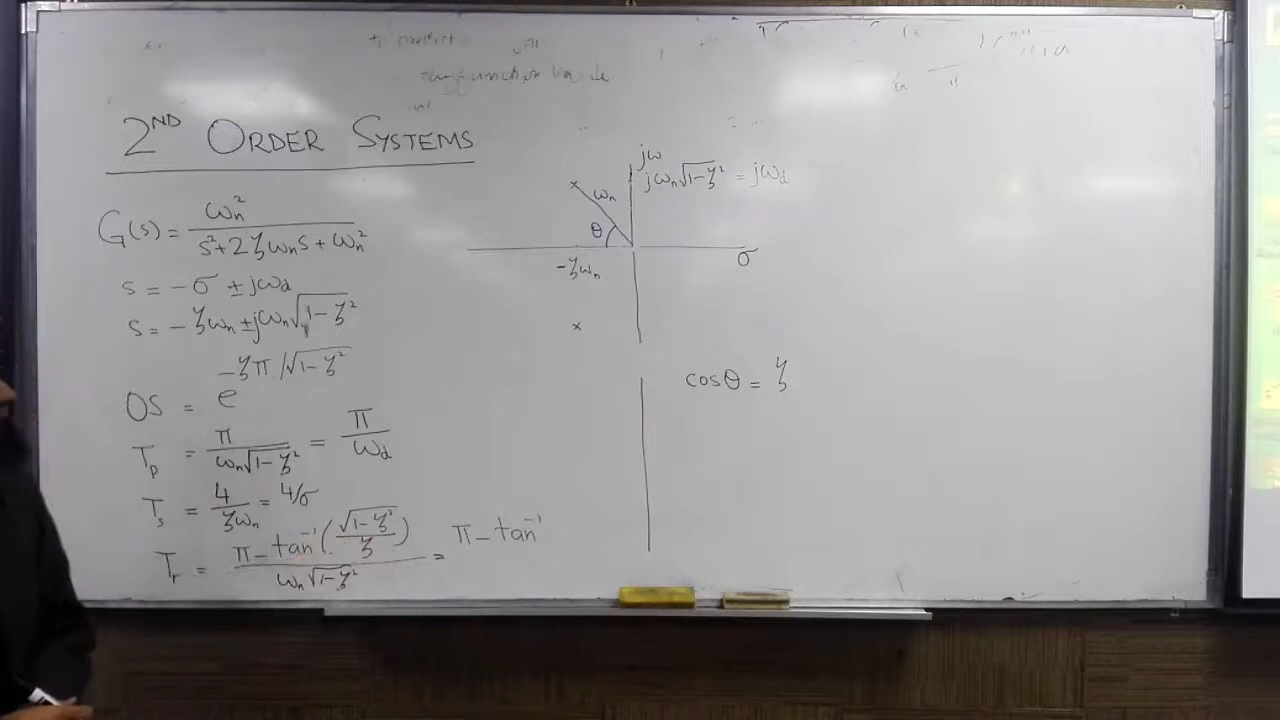 2ND ORDER SYSTEMS
G(s) = ωn² / (s² + 2ζωns + ωn²)
s = -σ ± jωd
s = -ζωn ± jωn√(1-ζ²)
OS = e^(-ζπ/√(1-ζ²))
Tp = π / (ωn√(1-ζ²)) = π / ωd
Ts = 4 / (ζωn) = 4/σ
Tr = (π - tan⁻¹(√(1-ζ²) / ζ)) / (ωn√(1-ζ²)) = π - tan⁻¹
jω
jωn√(1-ζ²) = jωd
× ωn
θ
-ζωn
σ
×
cosθ = ζ